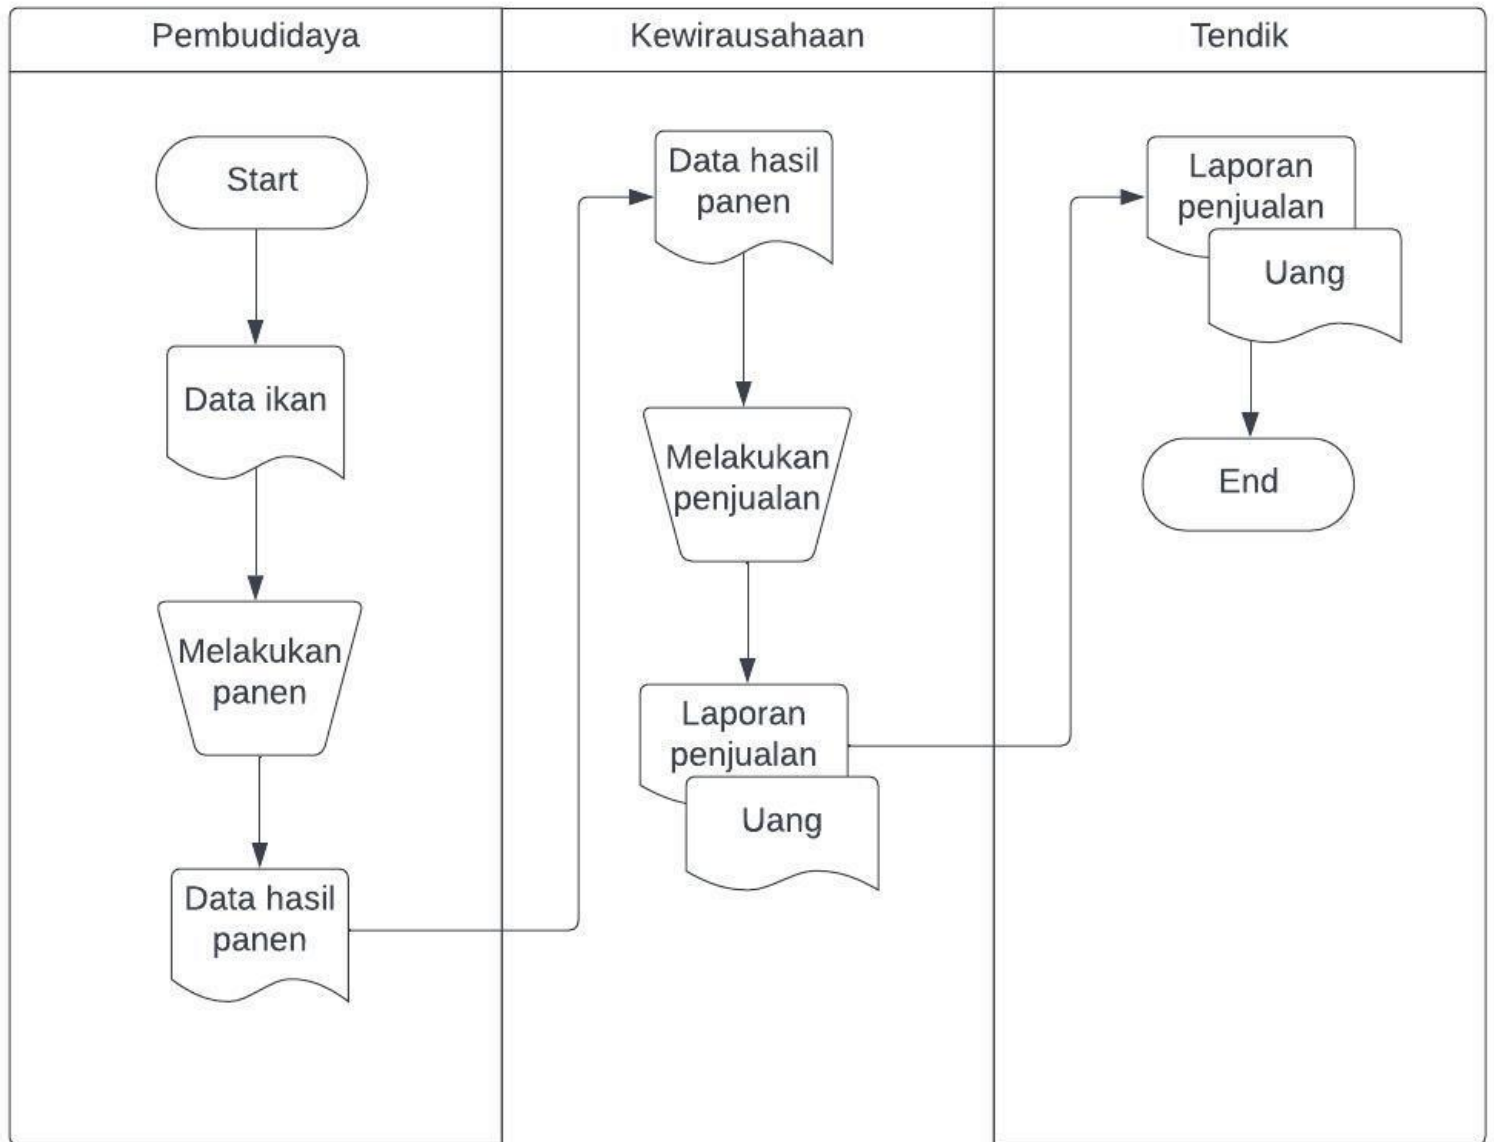 Pembudidaya
Kewirausahaan
Tendik
Start
Data ikan
Melakukan
panen
Data hasil
panen
Data hasil
panen
Melakukan
penjualan
Laporan
penjualan
Uang
Laporan
penjualan
Uang
End